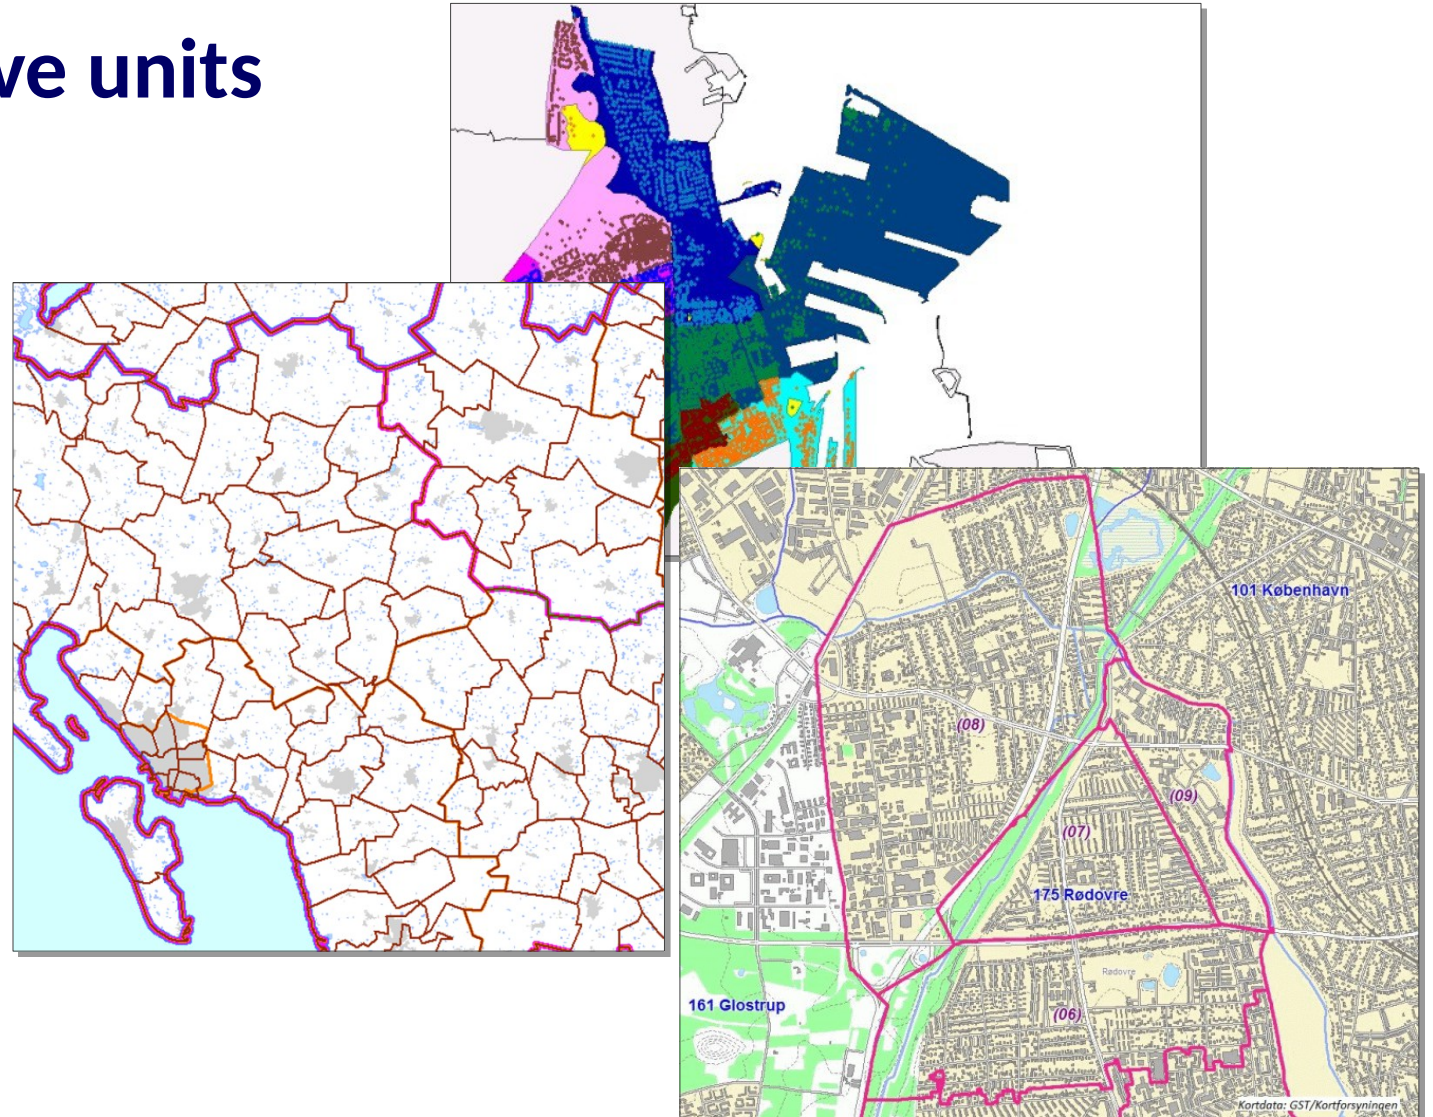 ve units
101 København
(08)
(09)
(07)
175 Rødovre
Rødovre
161 Glostrup
(06)
Kortdata: GST/Kortforsyningen